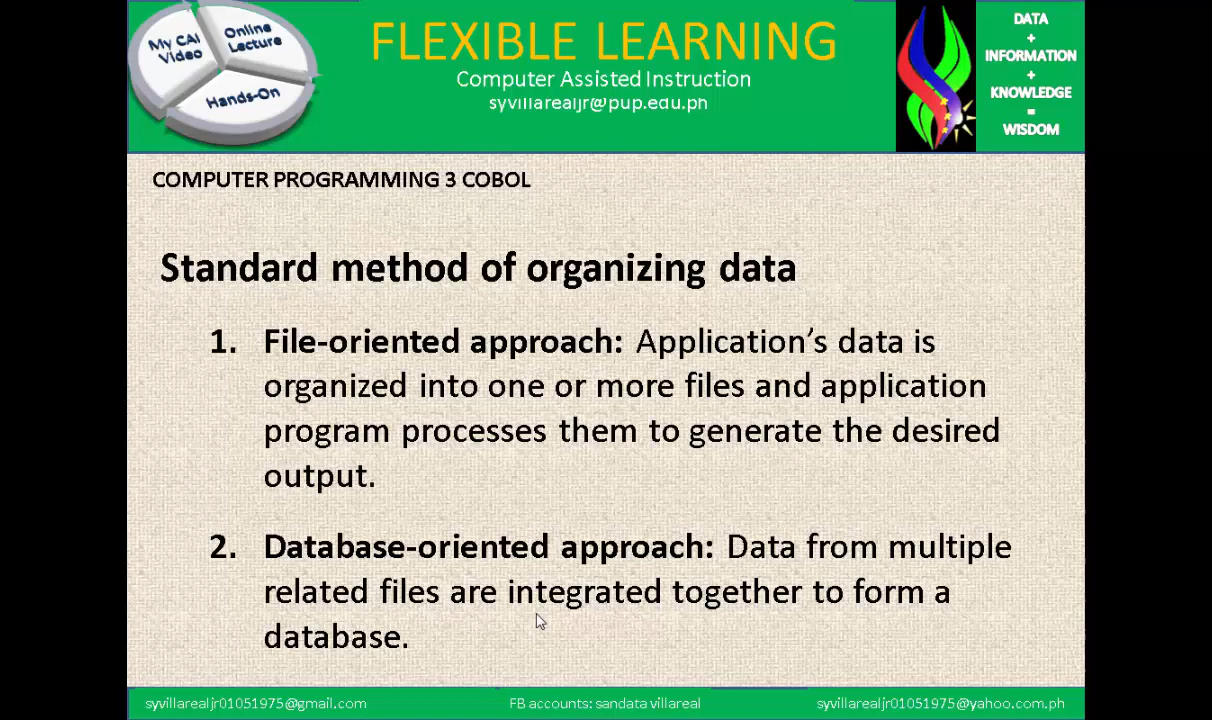 My CAI
Video
Online
Lecture
Hands-On
FLEXIBLE LEARNING
Computer Assisted Instruction
syvillarealjr@pup.edu.ph
DATA
+
INFORMATION
+
KNOWLEDGE
=
WISDOM
COMPUTER PROGRAMMING 3 COBOL
Standard method of organizing data
1. File-oriented approach: Application’s data is
organized into one or more files and application
program processes them to generate the desired
output.
2. Database-oriented approach: Data from multiple
related files are integrated together to form a
database.
syvillarealjr01051975@gmail.com
FB accounts: sandata villareal
syvillarealjr01051975@yahoo.com.ph